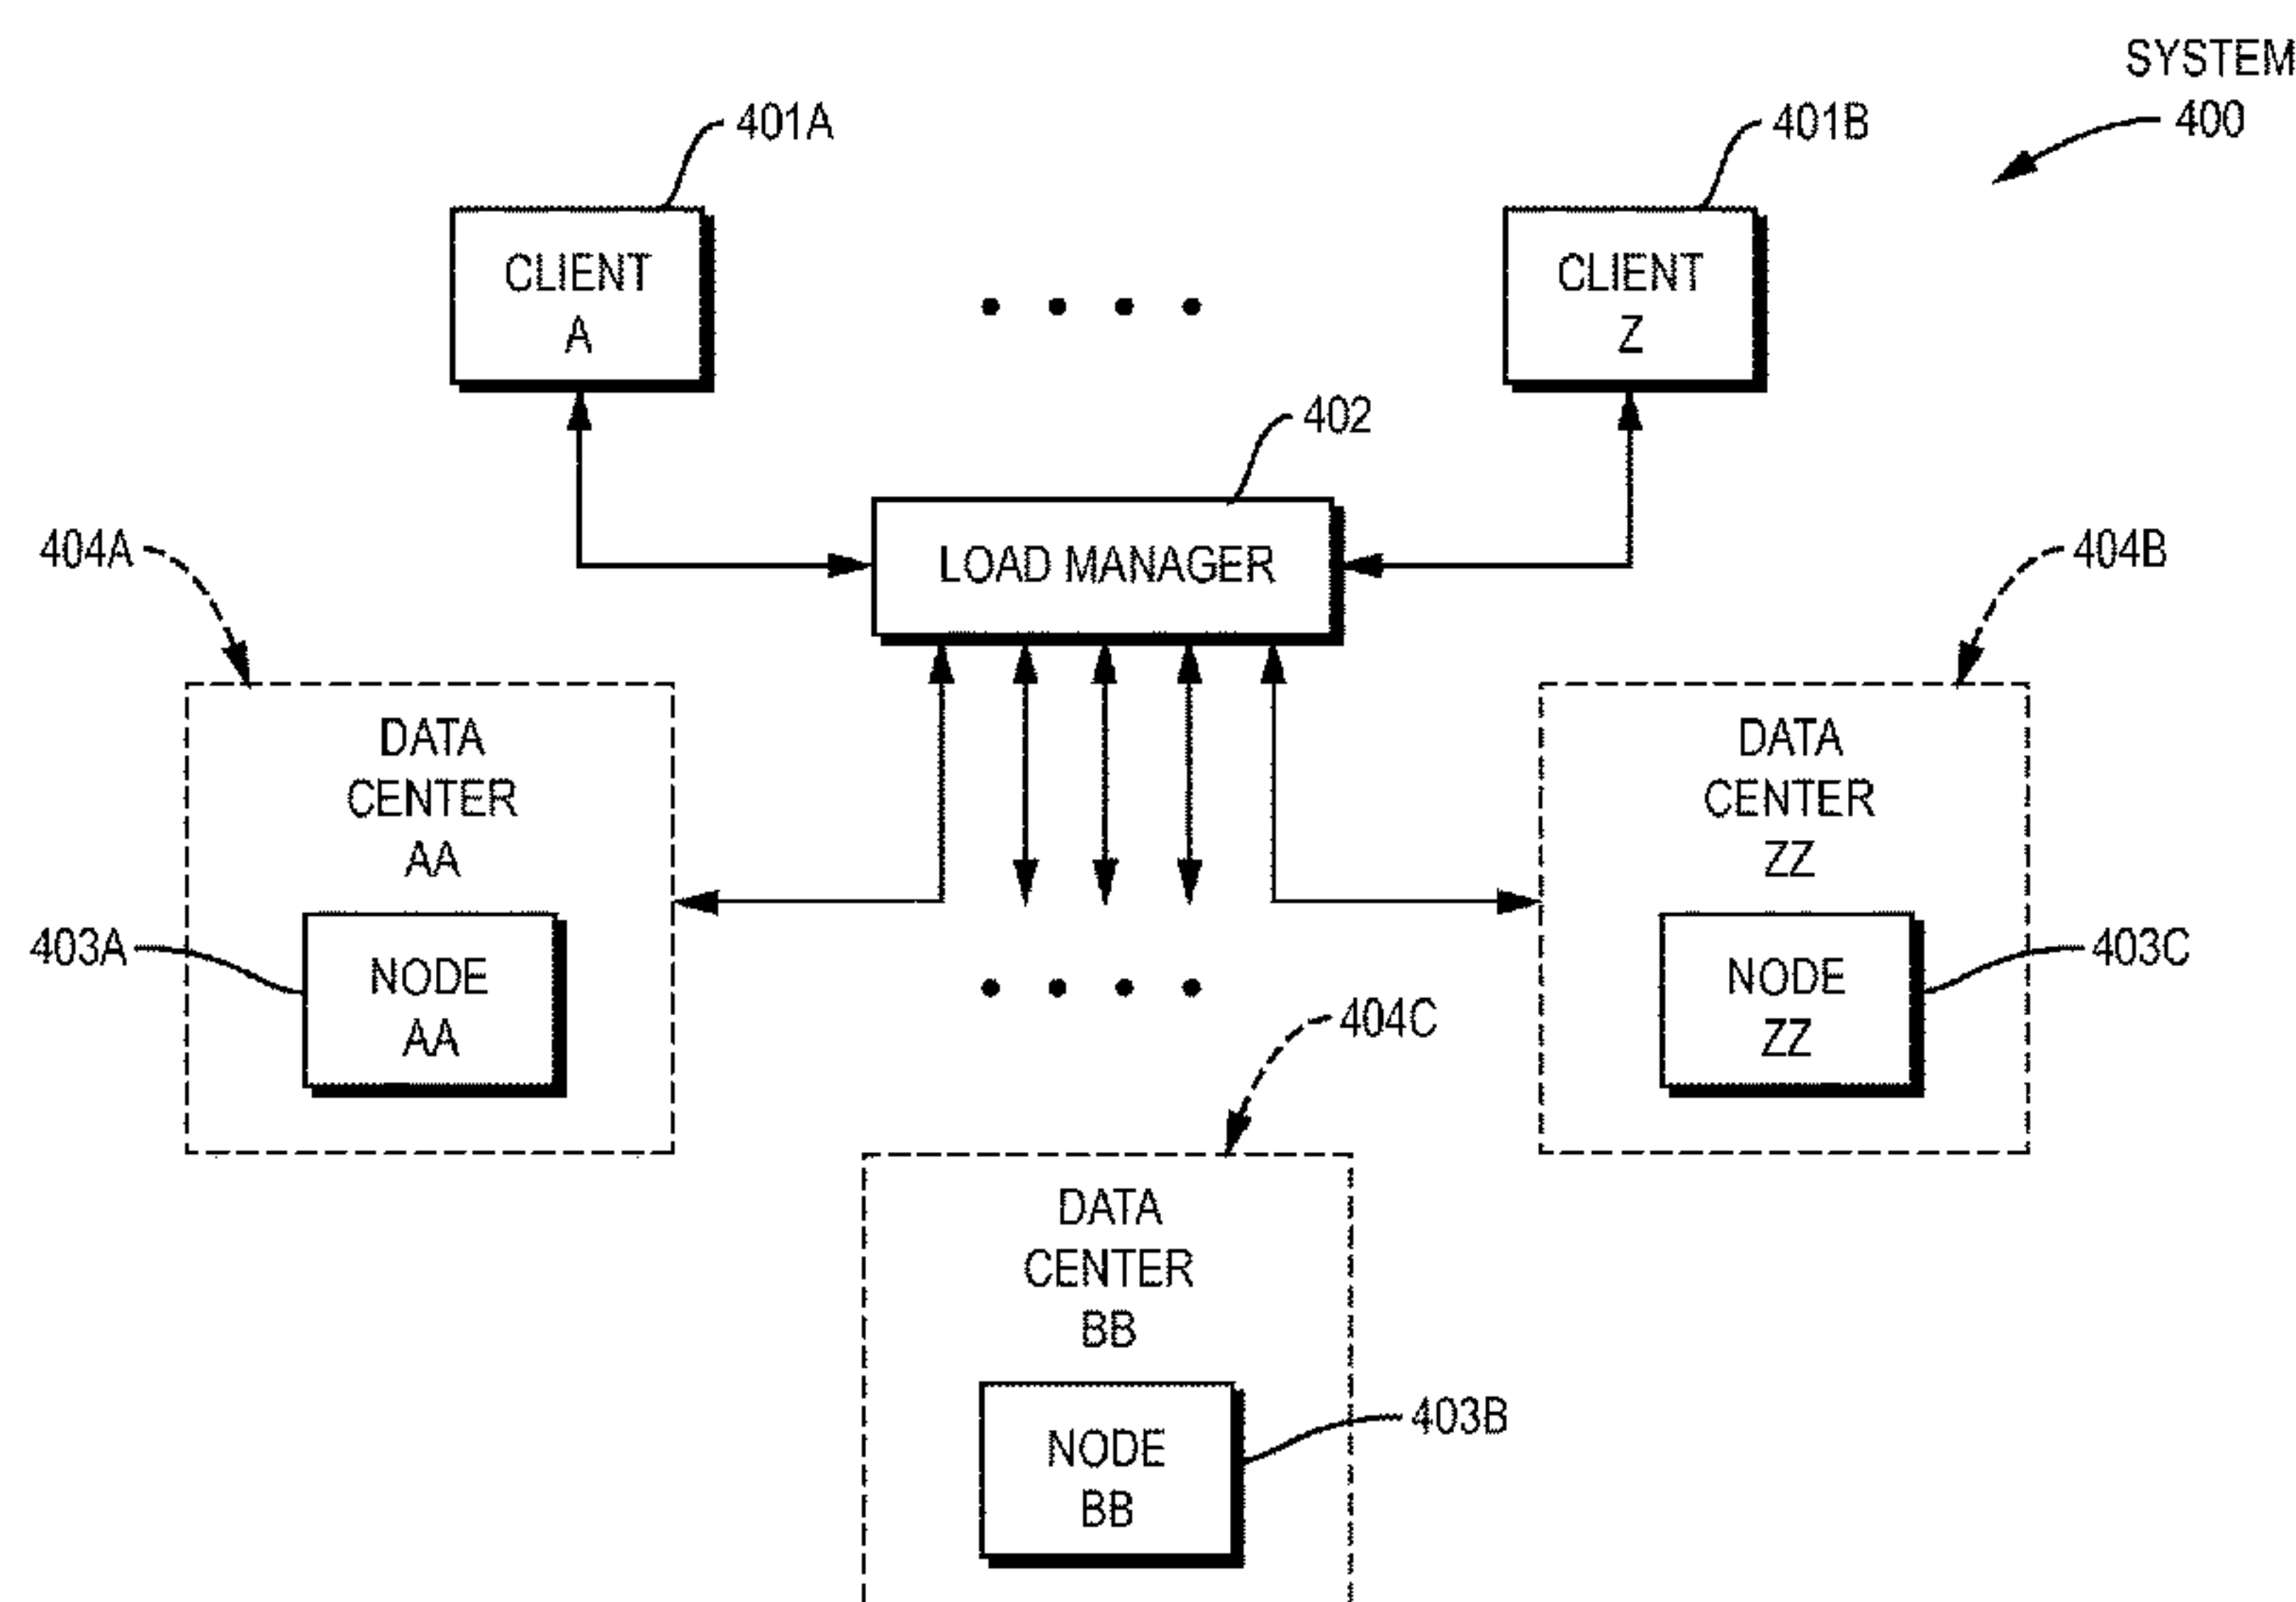 SYSTEM
400
401A
401B
CLIENT
A
CLIENT
Z
402
LOAD MANAGER
404A
404B
DATA
CENTER
AA
DATA
CENTER
ZZ
403A
NODE
AA
NODE
ZZ
403C
404C
DATA
CENTER
BB
NODE
BB
403B